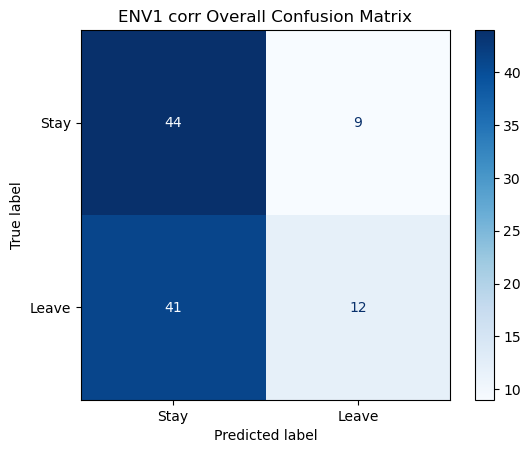 ENV1 corr Overall Confusion Matrix
Stay
44
9
Leave
41
12
Stay
Leave
Predicted label
True label
40
35
30
25
20
15
10